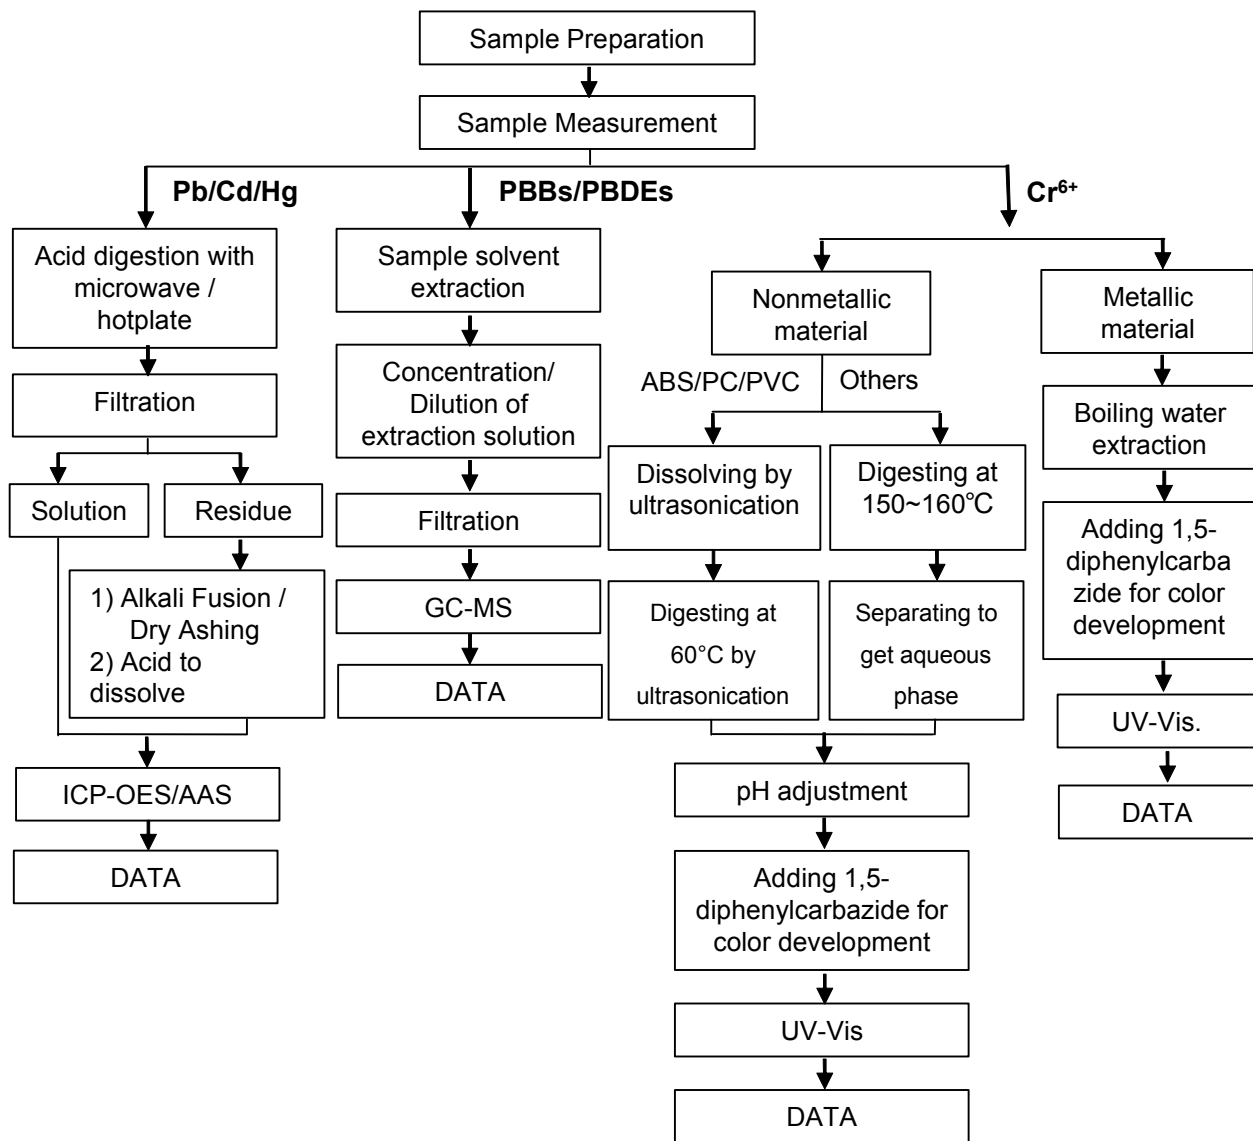 Sample Preparation
Sample Measurement
Pb/Cd/Hg
PBBs/PBDEs
Cr⁶⁺
Acid digestion with
microwave /
hotplate
Filtration
Solution
Residue
1) Alkali Fusion /
Dry Ashing
2) Acid to
dissolve
ICP-OES/AAS
DATA
Sample solvent
extraction
Concentration/
Dilution of
extraction solution
Filtration
GC-MS
DATA
Nonmetallic
material
ABS/PC/PVC
Others
Dissolving by
ultrasonication
Digesting at
60°C by
ultrasonication
Digesting at
150~160℃
Separating to
get aqueous
phase
pH adjustment
Adding 1,5-
diphenylcarbazide for
color development
UV-Vis
DATA
Metallic
material
Boiling water
extraction
Adding 1,5-
diphenylcarba
zide for color
development
UV-Vis.
DATA